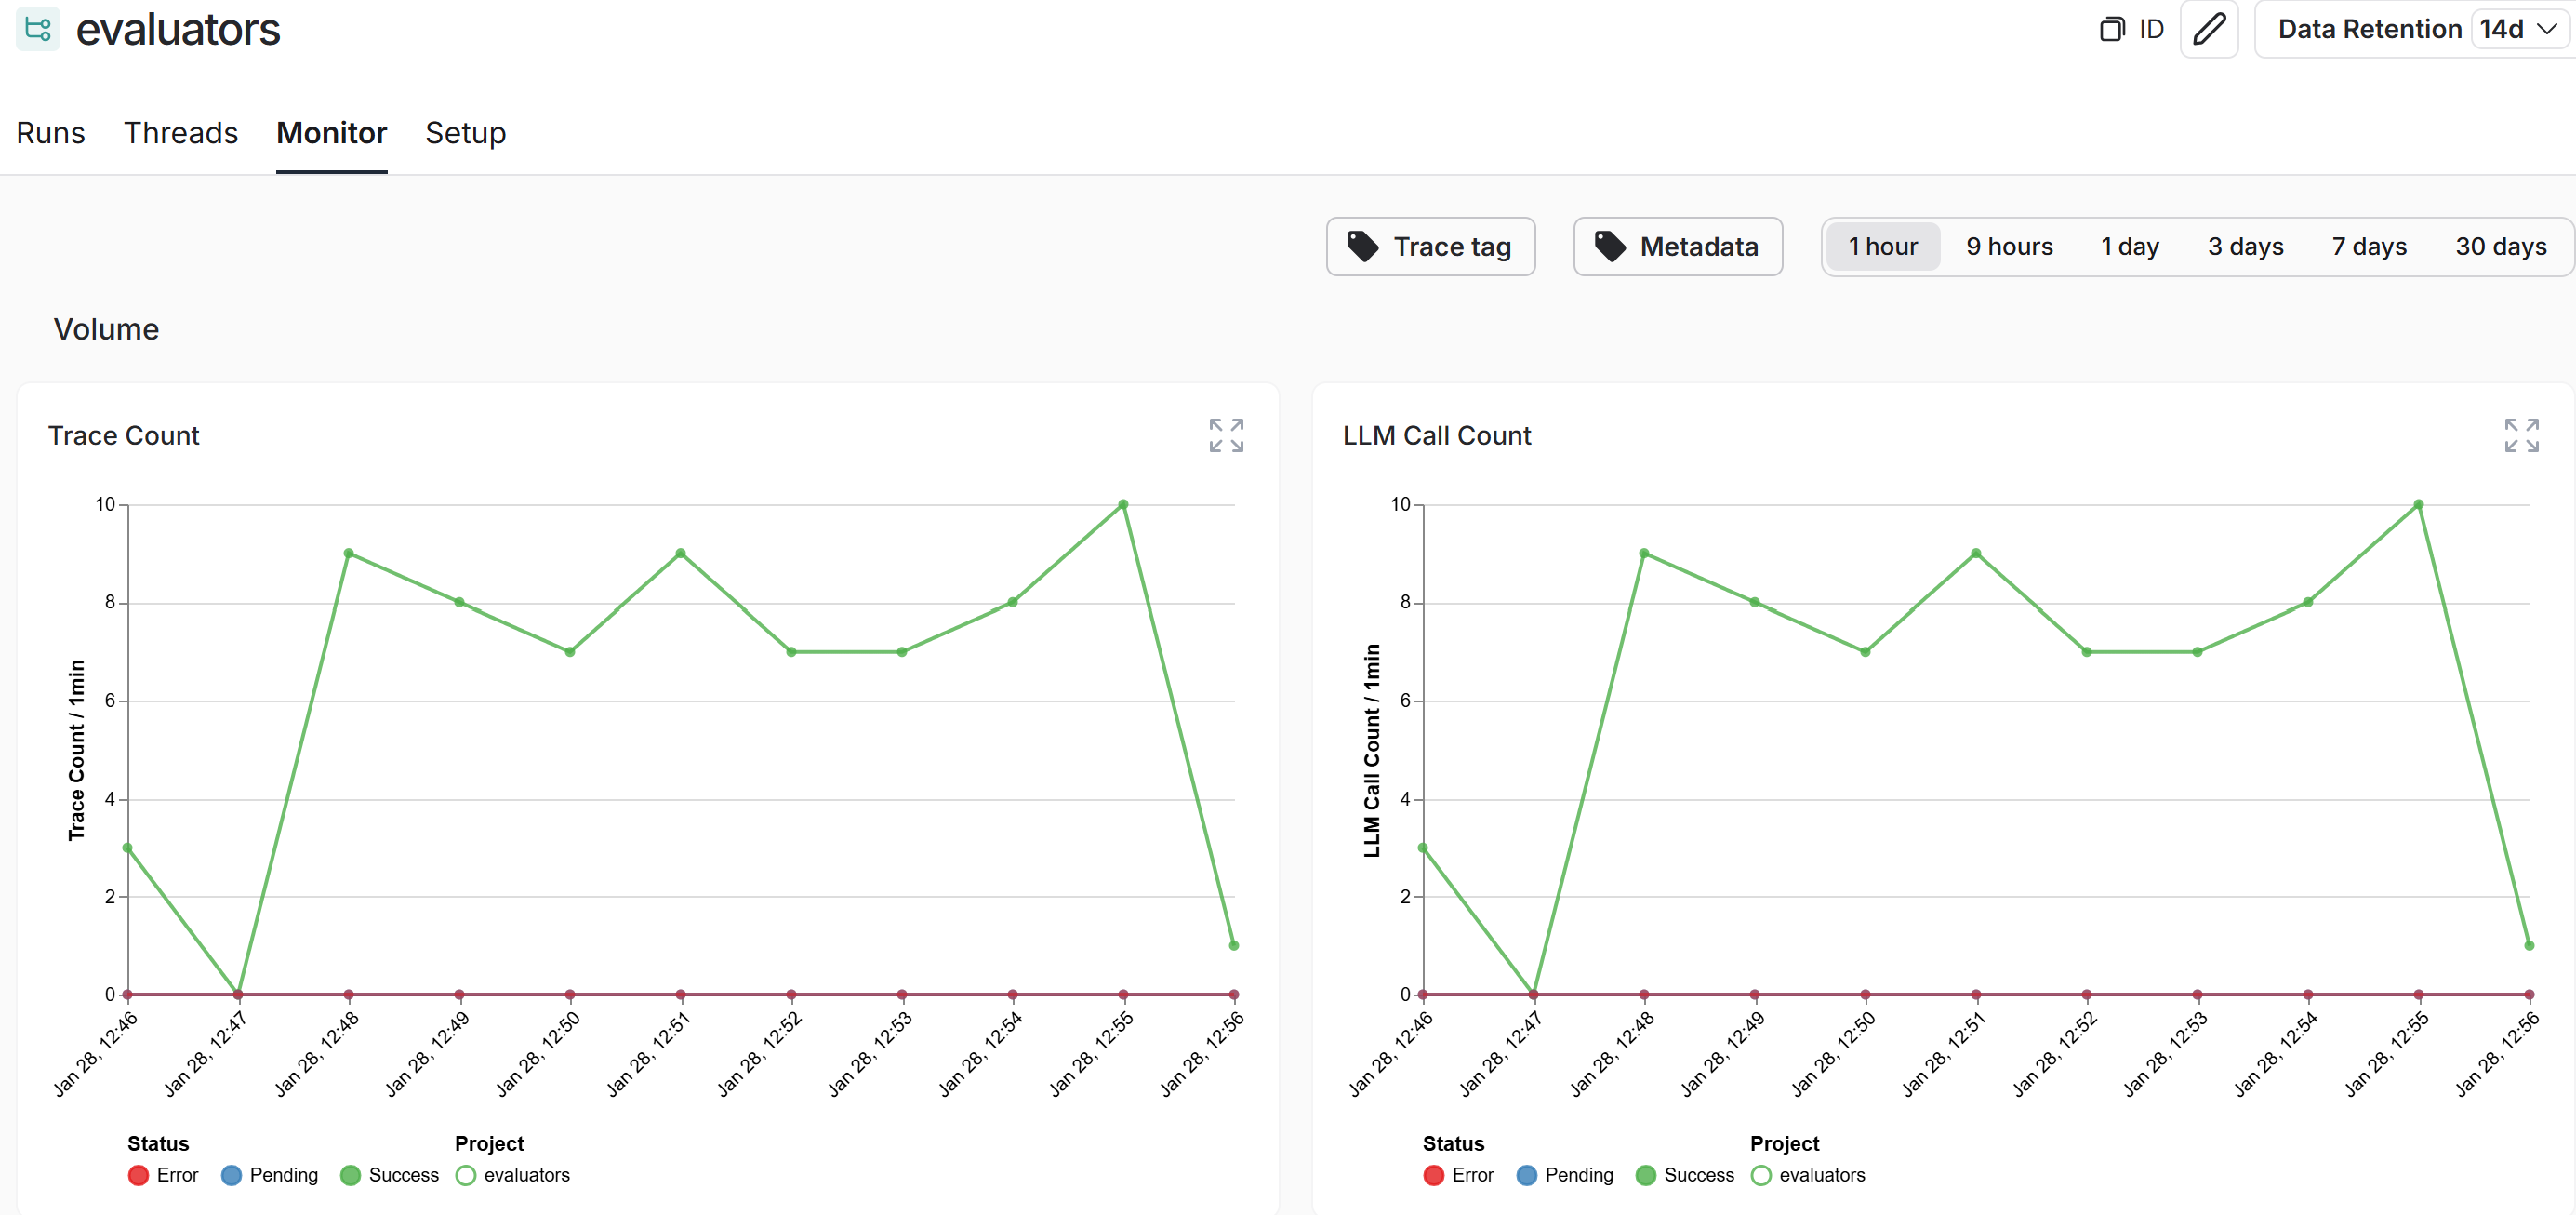 evaluators
ID
Data Retention 14d
Runs Threads Monitor Setup
Trace tag Metadata 1 hour 9 hours 1 day 3 days 7 days 30 days
Volume
Trace Count
10
8
6
4
2
0
Trace Count / 1min
Jan 28, 12:46
Jan 28, 12:47
Jan 28, 12:48
Jan 28, 12:49
Jan 28, 12:50
Jan 28, 12:51
Jan 28, 12:52
Jan 28, 12:53
Jan 28, 12:54
Jan 28, 12:55
Jan 28, 12:56
Status Project
Error Pending Success evaluators
LLM Call Count
10
8
6
4
2
0
LLM Call Count / 1min
Jan 28, 12:46
Jan 28, 12:47
Jan 28, 12:48
Jan 28, 12:49
Jan 28, 12:50
Jan 28, 12:51
Jan 28, 12:52
Jan 28, 12:53
Jan 28, 12:54
Jan 28, 12:55
Jan 28, 12:56
Status Project
Error Pending Success evaluators